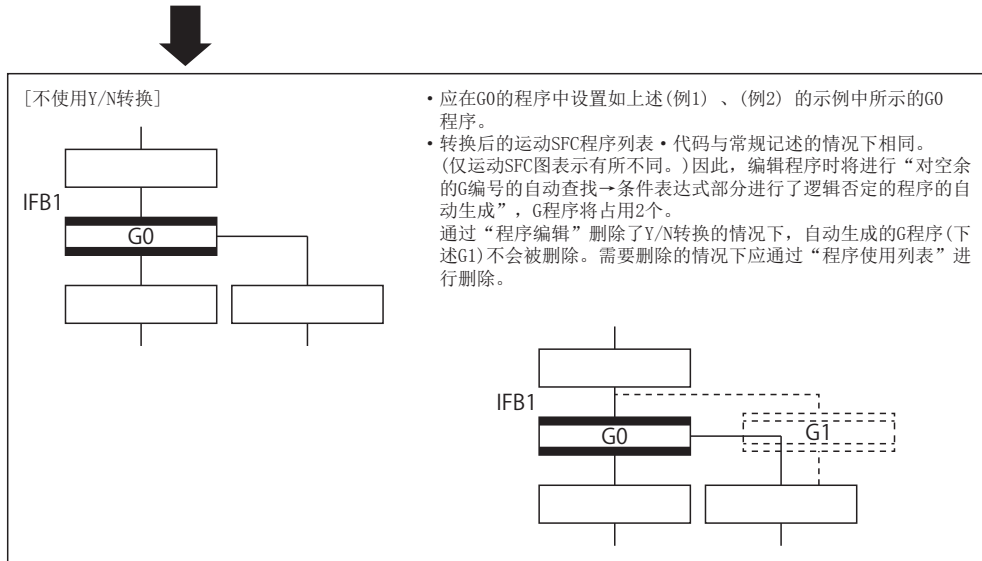 [不使用Y/N转换]
IFB1
G0
•应在G0的程序中设置如上述(例1) 、(例2) 的示例中所示的G0
程序。
•转换后的运动SFC程序列表•代码与常规记述的情况下相同。
(仅运动SFC图表示有所不同。)因此，编辑程序时将进行“对空余
的G编号的自动查找→条件表达式部分进行了逻辑否定的程序的自
动生成”，G程序将占用2个。
通过“程序编辑”删除了Y/N转换的情况下，自动生成的G程序(下
述G1)不会被删除。需要删除的情况下应通过“程序使用列表”进
行删除。
IFB1
G0
G1